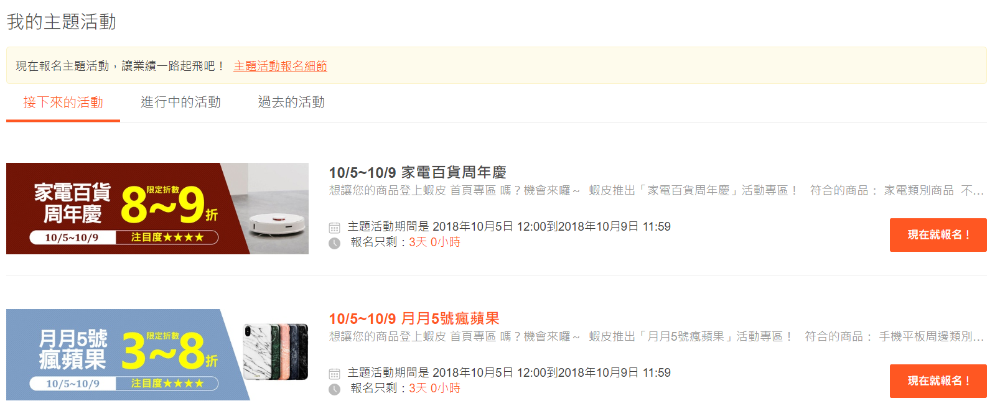 我的主題活動
現在報名主題活動，讓業績一路起飛吧！ 主題活動報名細節
接下來的活動 進行中的活動 過去的活動
家電百貨
周年慶
限定折數
8~9折
10/5~10/9 注目度★★★★
10/5~10/9 家電百貨周年慶
想讓您的商品登上蝦皮 首頁專區 嗎？機會來囉～ 蝦皮推出「家電百貨周年慶」活動專區！ 符合的商品： 家電類別商品 不...
主題活動期間是 2018年10月5日 12:00到2018年10月9日 11:59
報名只剩：3天 0小時
現在就報名！
月月5號
瘋蘋果
限定折數
3~8折
10/5~10/9 注目度★★★★
10/5~10/9 月月5號瘋蘋果
想讓您的商品登上蝦皮 首頁專區 嗎？機會來囉～ 蝦皮推出「月月5號瘋蘋果」活動專區！ 符合的商品： 手機平板周邊類別...
主題活動期間是 2018年10月5日 12:00到2018年10月9日 11:59
報名只剩：3天 0小時
現在就報名！